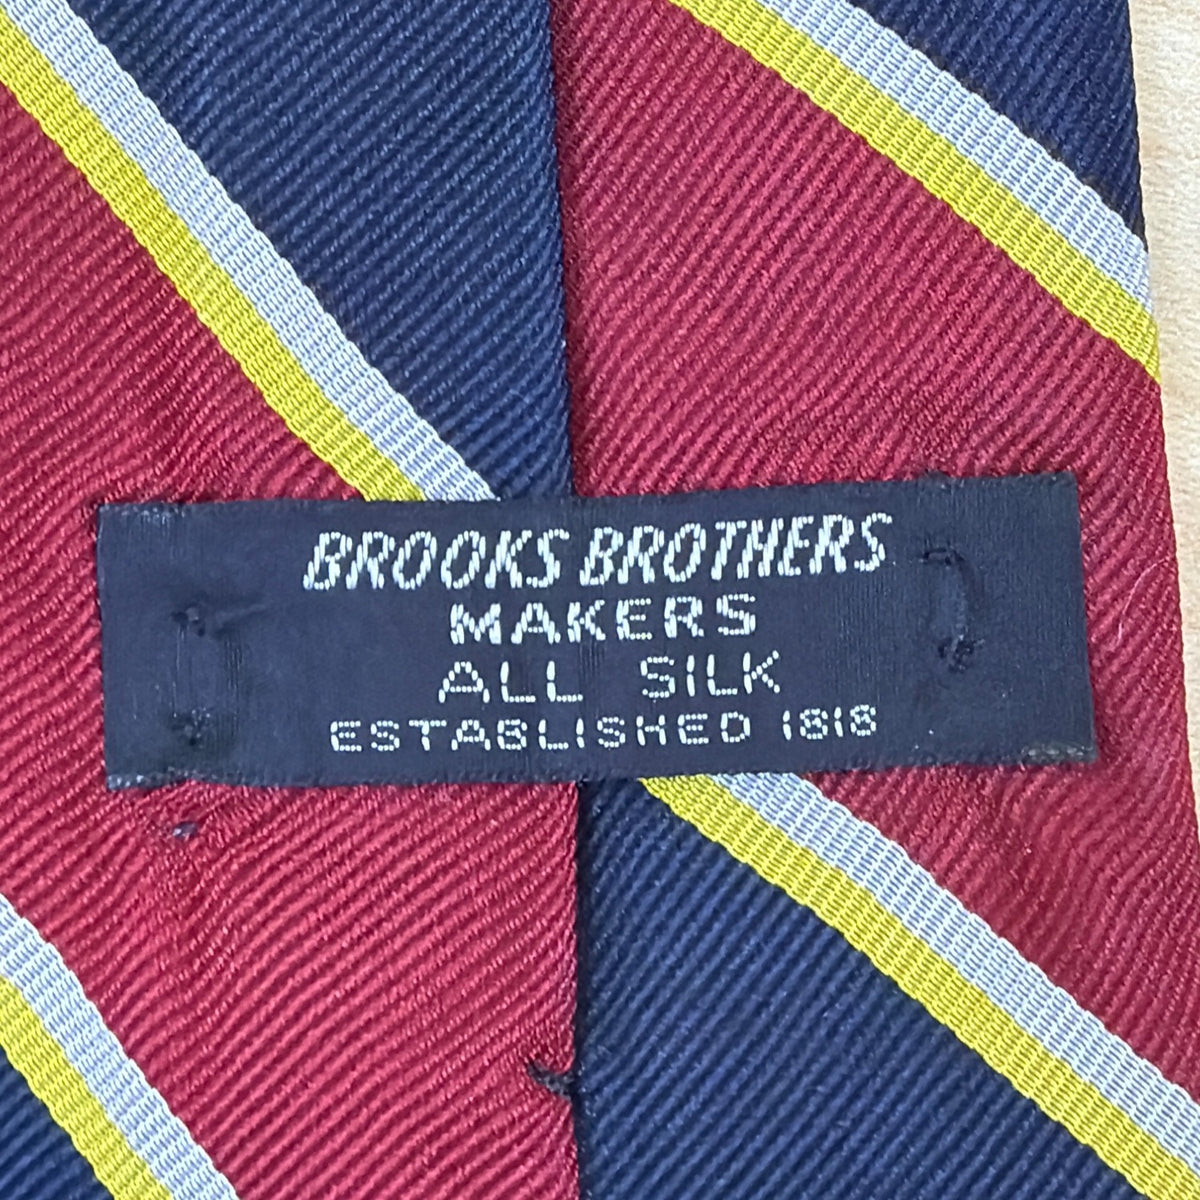 BROOKS BROTHERS
MAKERS
ALL SILK
ESTABLISHED 1818